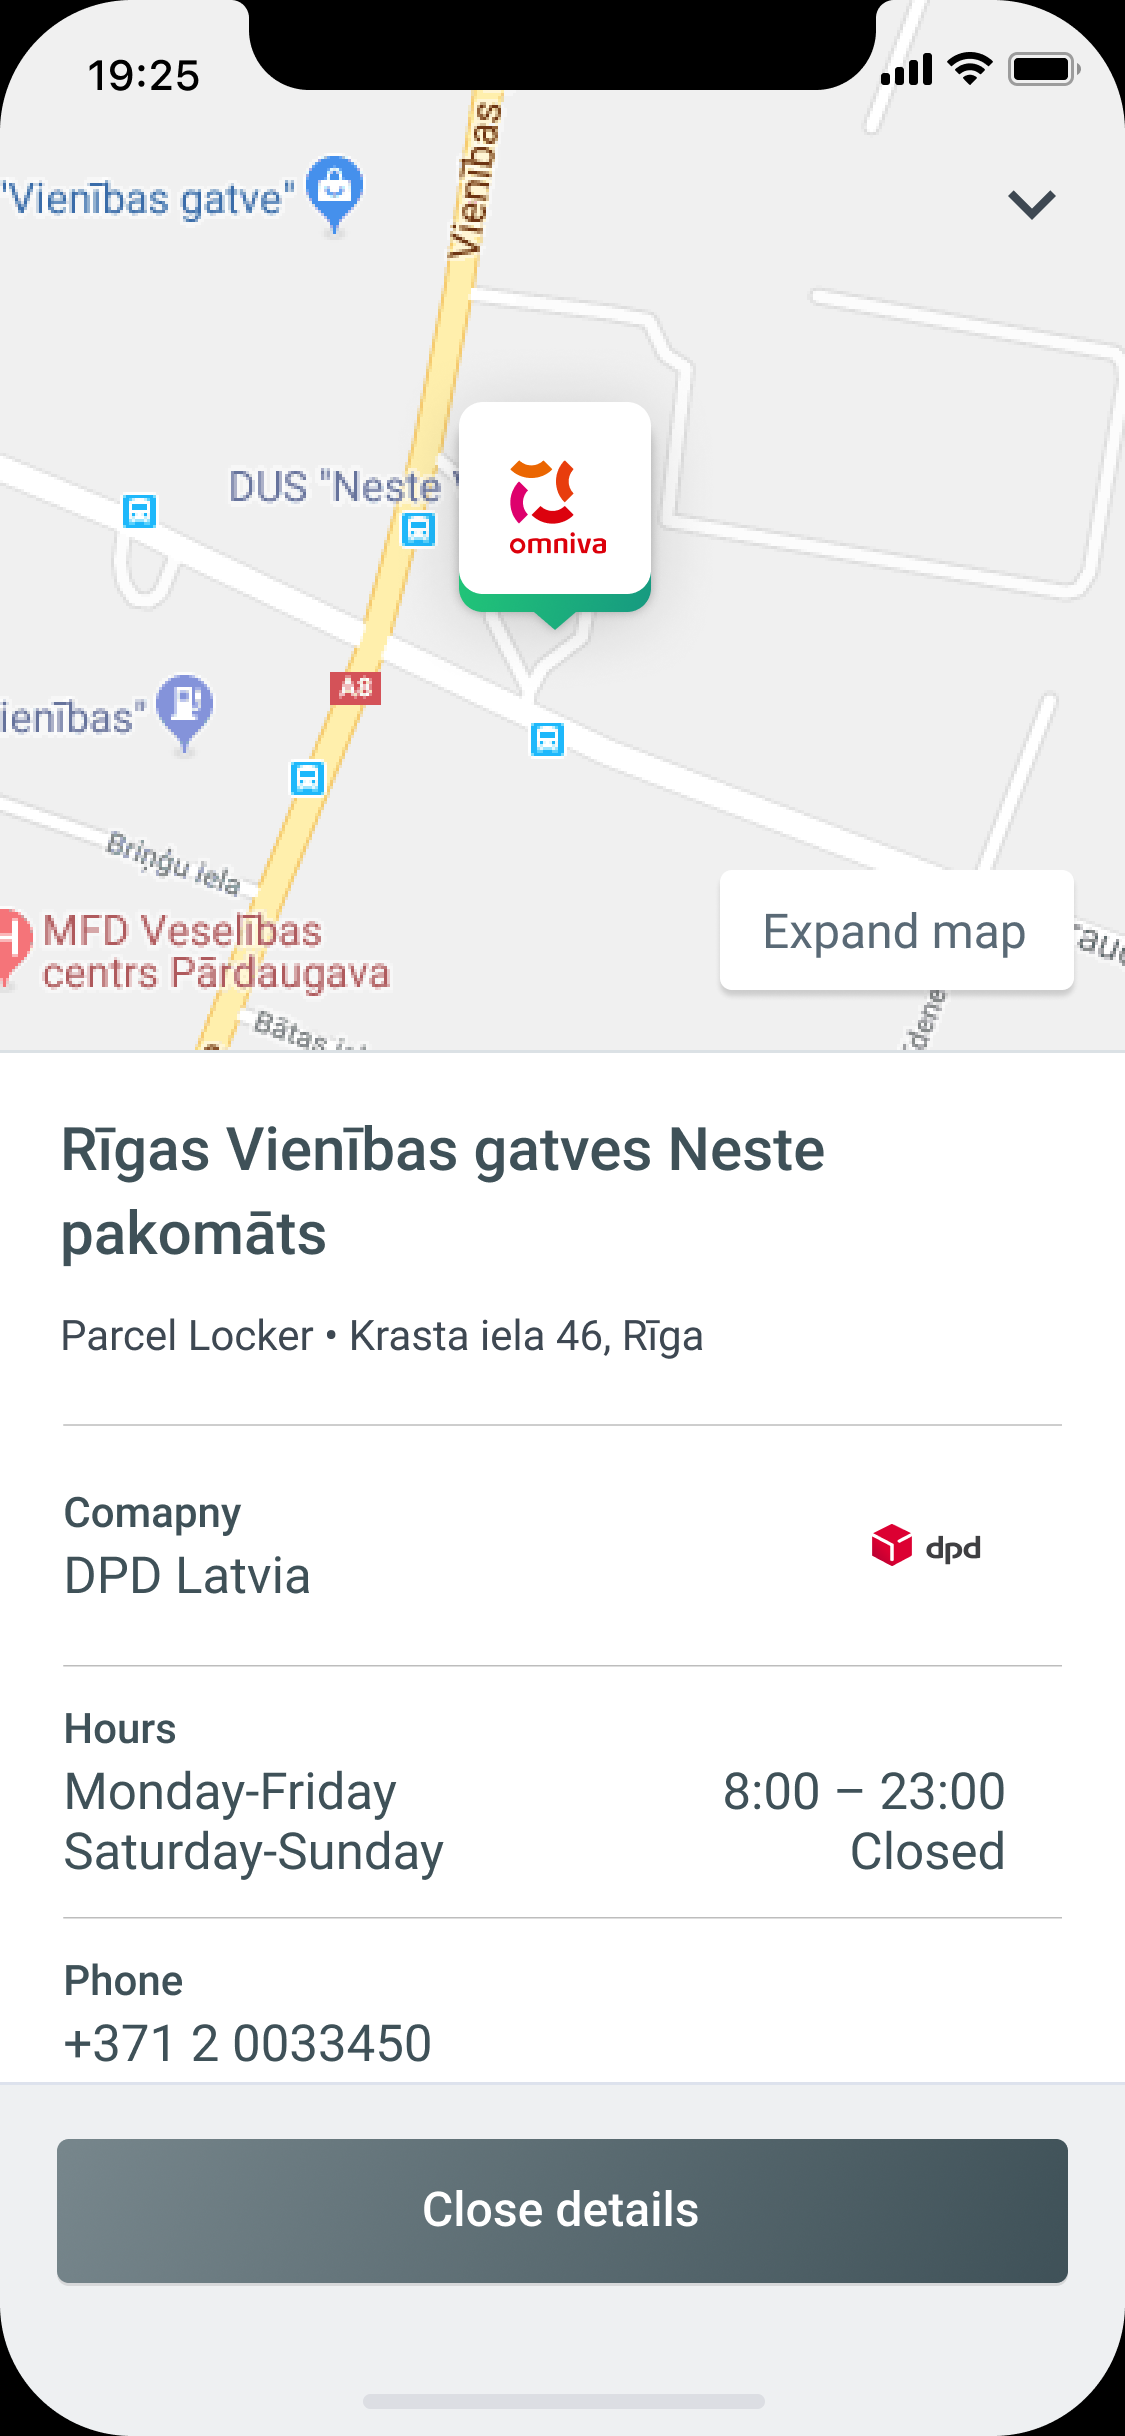 19:25
"Vienības gatve"
Vienības
DUS "Neste
omniva
A8
ienības"
Briņģu iela
MFD Veselības
centrs Pārdaugava
Expand map
Bātas
Rīgas Vienības gatves Neste
pakomāts
Parcel Locker • Krasta iela 46, Rīga
Comapny
DPD Latvia
dpd
Hours
Monday-Friday 8:00 – 23:00
Saturday-Sunday Closed
Phone
+371 2 0033450
Close details